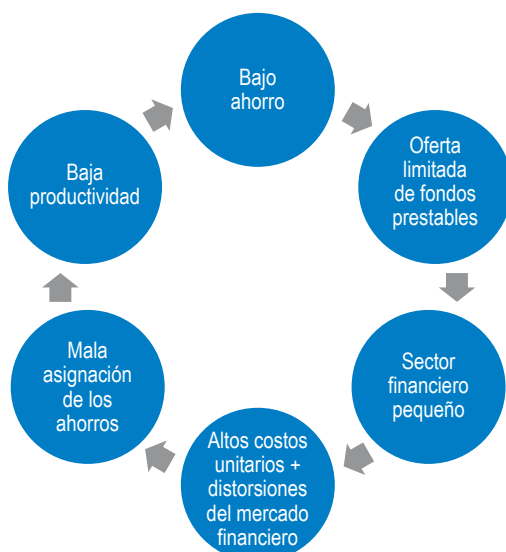 Bajo
ahorro
Oferta
limitada
de fondos
prestables
Sector
financiero
pequeño
Altos costos
unitarios +
distorsiones
del mercado
financiero
Mala
asignación
de los
ahorros
Baja
productividad